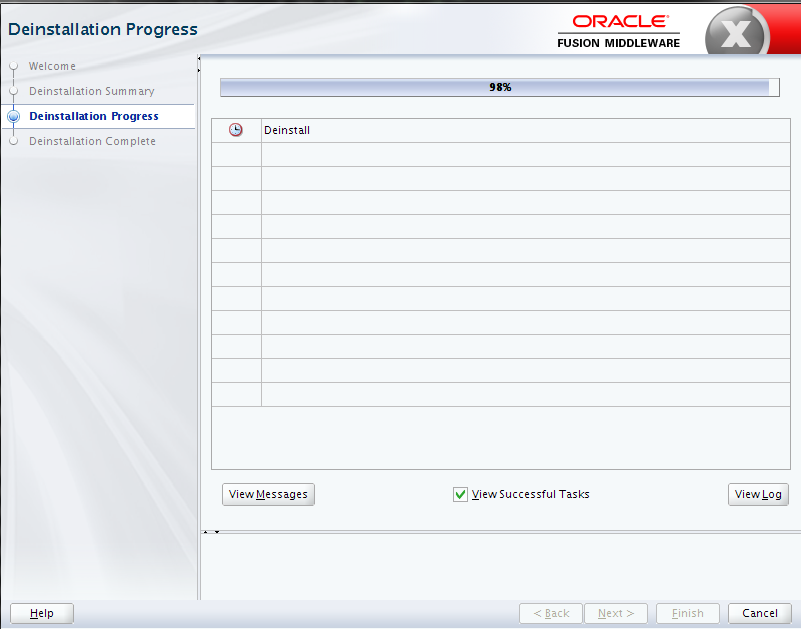 Deinstallation Progress
ORACLE®
FUSION MIDDLEWARE
X
Welcome
Deinstallation Summary
Deinstallation Progress
Deinstallation Complete
98%
Deinstall
View Messages
View Successful Tasks
View Log
Help
< Back
Next >
Finish
Cancel